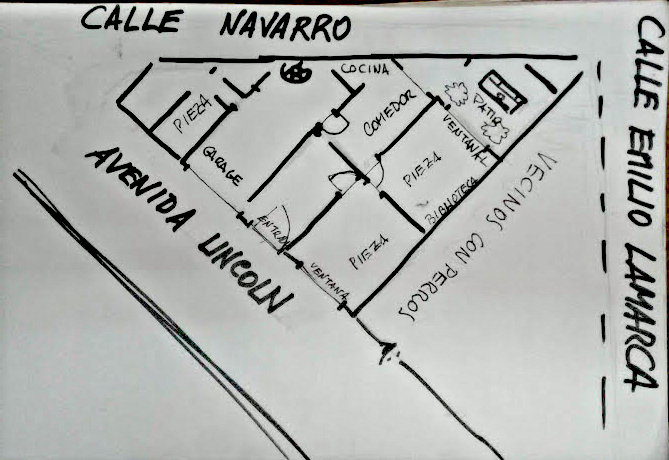 CALLE NAVARRO
CALLE EMILIO LAMARCA
COCINA
PIEZA
COMEDOR
PATIO
VENTANAL
GARAGE
PIEZA
BIBLIOTECA
VECINOS CON PERROS
AVENIDA LINCOLN
ENTRADA
PIEZA
VENTANA